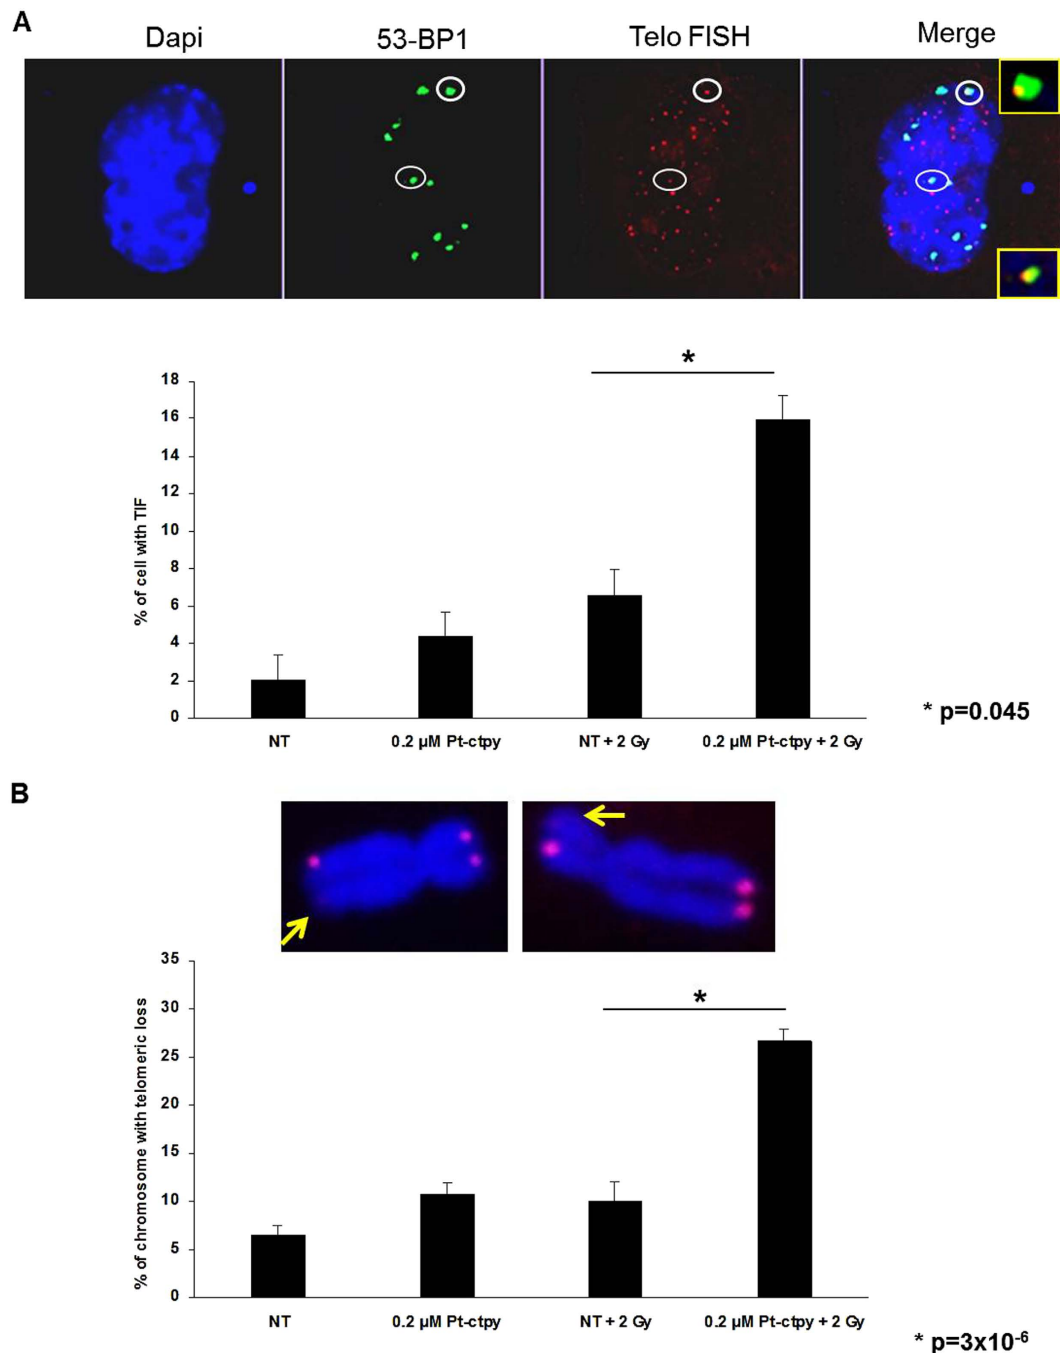 A
Dapi 53-BP1 Telo FISH Merge
*
18
16
14
12
10
8
6
4
2
0
% of cell with TIF
NT 0.2 µM Pt-ctpy NT + 2 Gy 0.2 µM Pt-ctpy + 2 Gy
* p=0.045
B
35
30
25
20
15
10
5
0
% of chromosome with telomeric loss
*
NT 0.2 µM Pt-ctpy NT + 2 Gy 0.2 µM Pt-ctpy + 2 Gy
* p=3x10⁻⁶